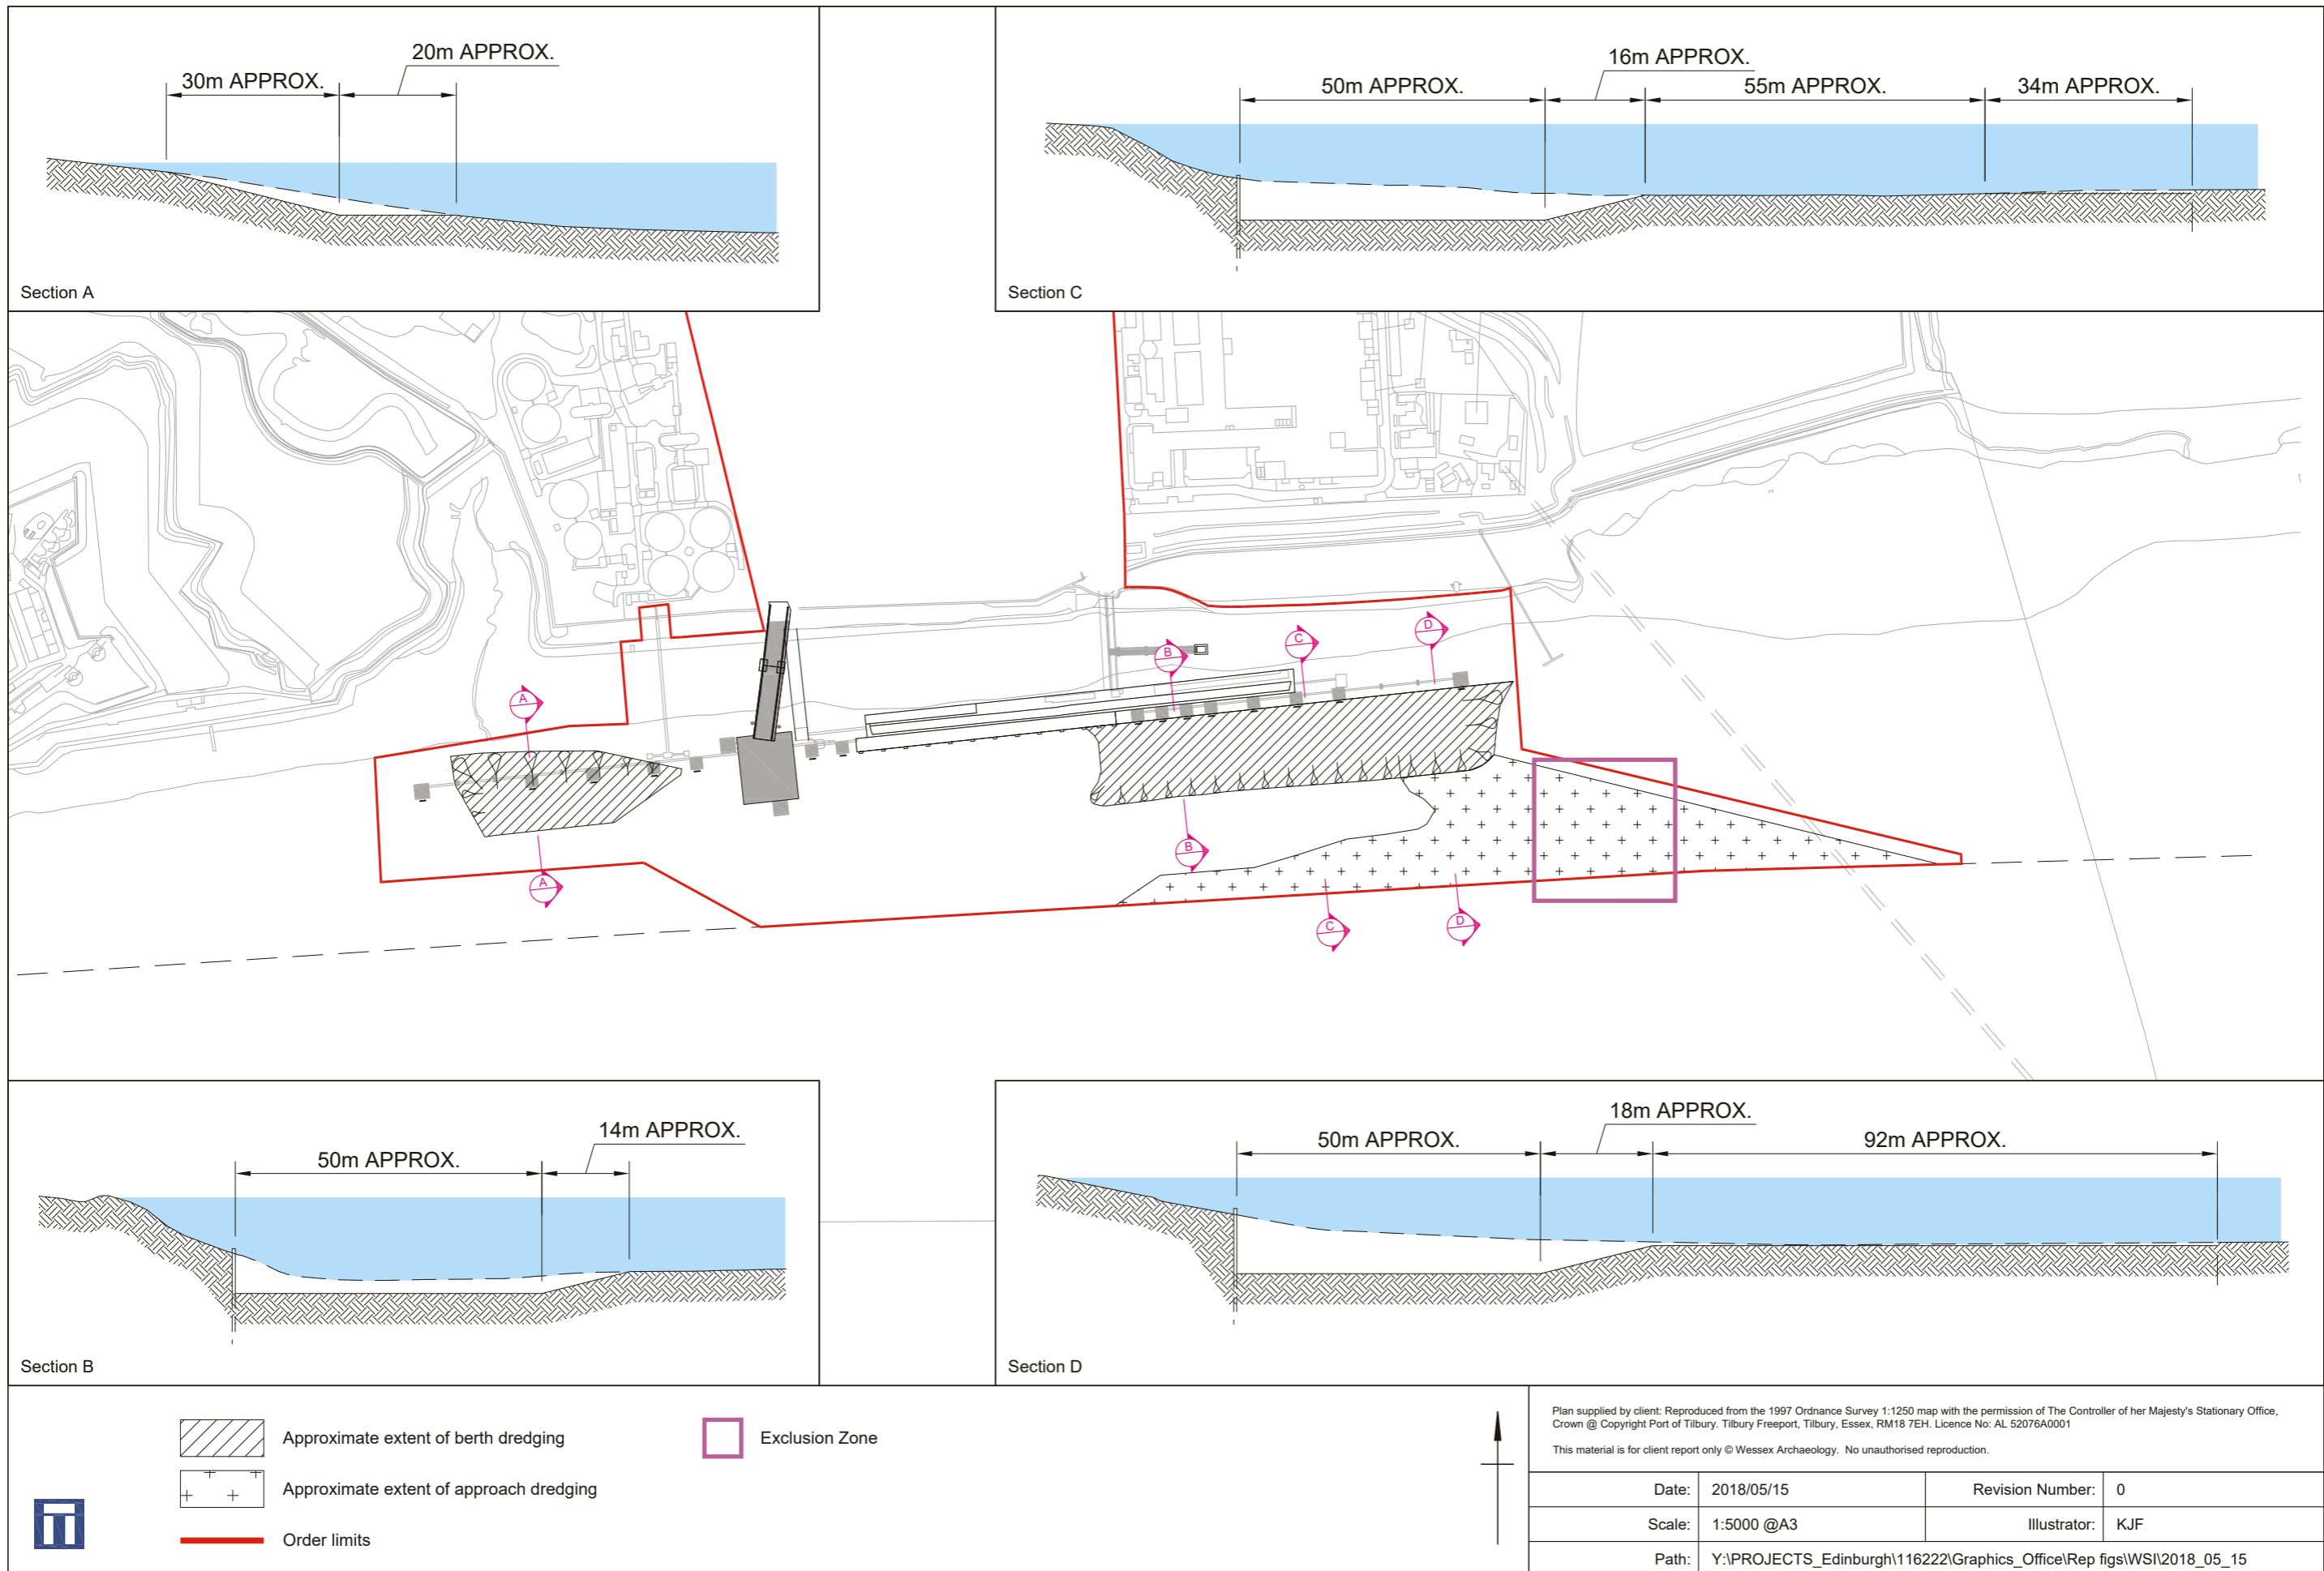 20m APPROX.
30m APPROX.
Section A
16m APPROX.
50m APPROX.
55m APPROX.
34m APPROX.
Section C
A
B
C
D
A
B
C
D
14m APPROX.
50m APPROX.
Section B
18m APPROX.
50m APPROX.
92m APPROX.
Section D
Approximate extent of berth dredging
Approximate extent of approach dredging
Order limits
Exclusion Zone
Plan supplied by client: Reproduced from the 1997 Ordnance Survey 1:1250 map with the permission of The Controller of her Majesty's Stationary Office,
Crown @ Copyright Port of Tilbury. Tilbury Freeport, Tilbury, Essex, RM18 7EH. Licence No: AL 52076A0001
This material is for client report only © Wessex Archaeology. No unauthorised reproduction.
Date: 2018/05/15 Revision Number: 0
Scale: 1:5000 @A3 Illustrator: KJF
Path: Y:\PROJECTS_Edinburgh\116222\Graphics_Office\Rep figs\WSI\2018_05_15